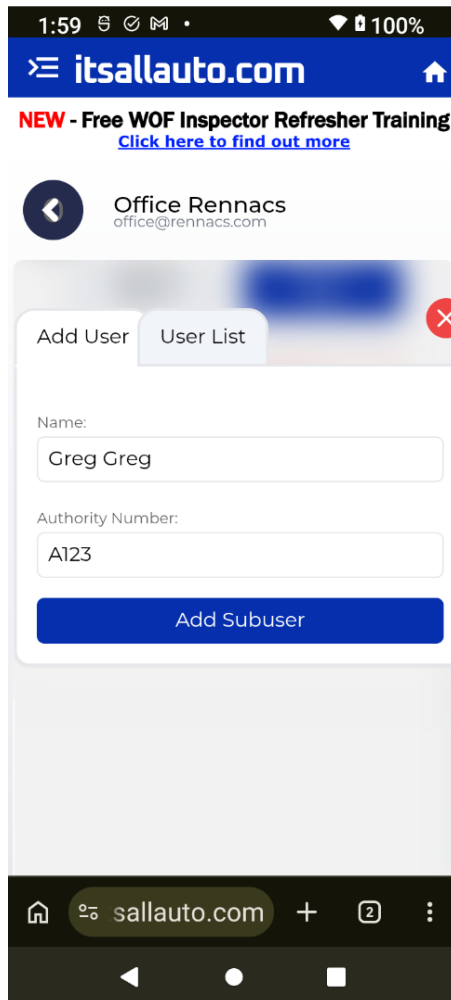 1:59 100%
itsallauto.com
NEW - Free WOF Inspector Refresher Training
Click here to find out more
Office Rennacs
office@rennacs.com
Add User User List
Name:
Greg Greg
Authority Number:
A123
Add Subuser
sallauto.com 2